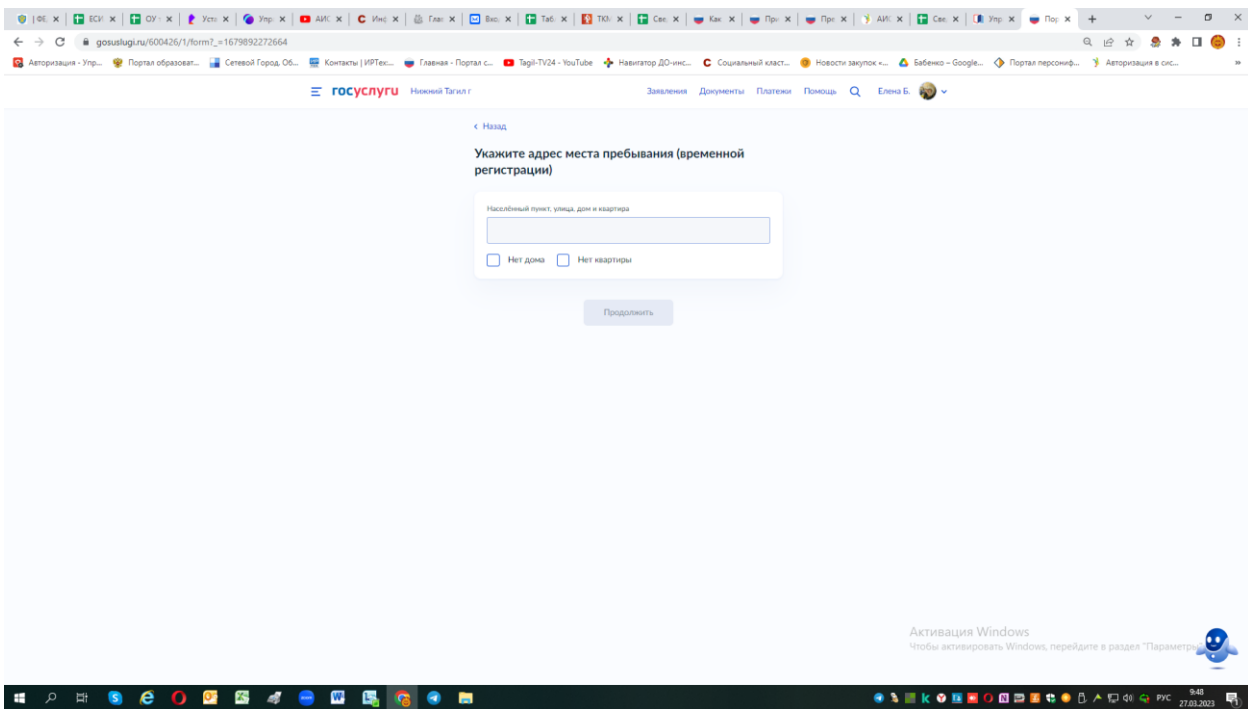 gosuslugi.ru/600426/1/form?_=1679892272664
Авторизация - Упр... Портал образоват... Сетевой Город. Об... Контакты | ИРТех:... Главная - Портал с... Tagil-TV24 - YouTube Навигатор ДО-инс... Социальный класт... Новости закупок «... Бабенко – Google... Портал персониф... Авторизация в сис...
госуслуги Нижний Тагил г Заявления Документы Платежи Помощь Елена Б.
Назад
Укажите адрес места пребывания (временной
регистрации)
Населённый пункт, улица, дом и квартира
Нет дома Нет квартиры
Продолжить
Активация Windows
Чтобы активировать Windows, перейдите в раздел "Параметры
РУС 9:48
27.03.2023